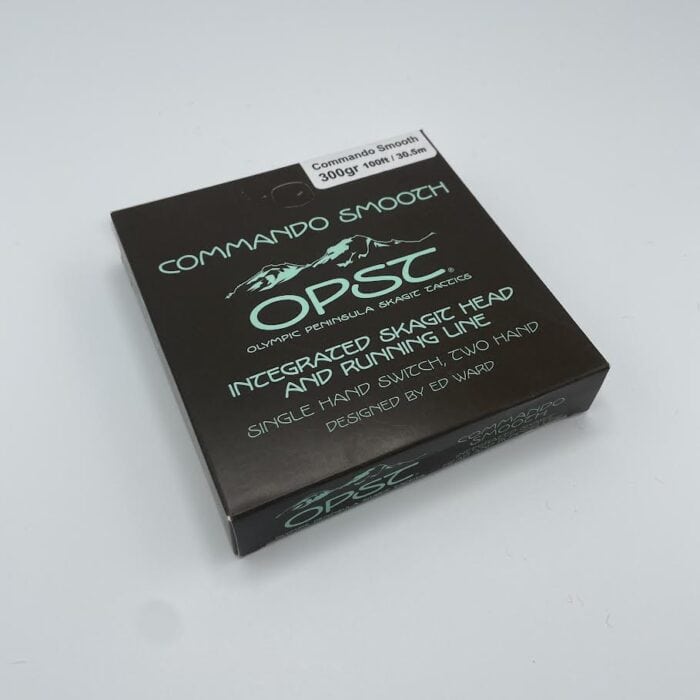 Commando Smooth
300gr 100ft / 30.5m
COMMANDO SMOOTH
OPST®
OLYMPIC PENINSULA SKAGIT TACTICS
INTEGRATED SKAGIT HEAD
AND RUNNING LINE
SINGLE HAND SWITCH, TWO HAND
DESIGNED BY ED WARD
OPST
COMMANDO
SMOOTH